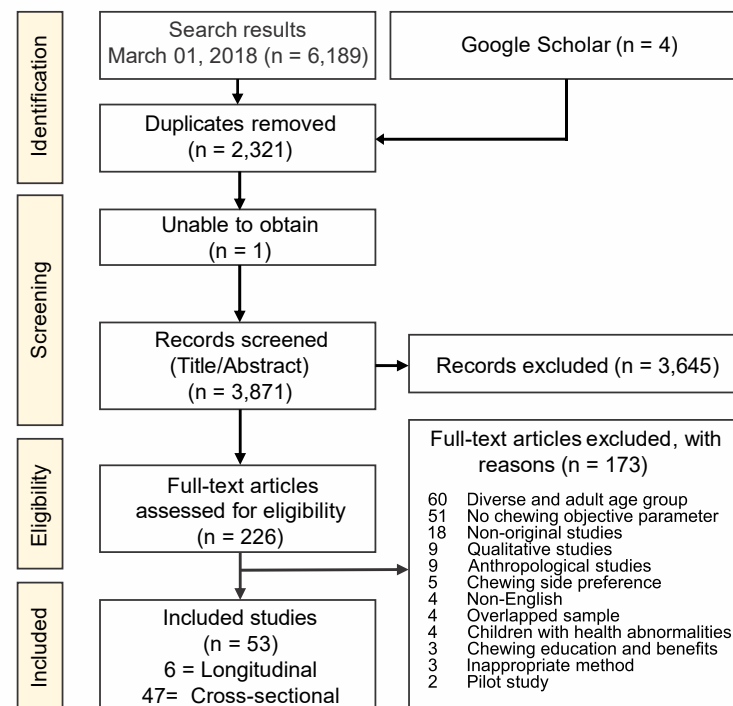 Identification
Search results
March 01, 2018 (n = 6,189)
Google Scholar (n = 4)
Duplicates removed
(n = 2,321)
Screening
Unable to obtain
(n = 1)
Records screened
(Title/Abstract)
(n = 3,871)
Records excluded (n = 3,645)
Eligibility
Full-text articles
assessed for eligibility
(n = 226)
Full-text articles excluded, with
reasons (n = 173)
60 Diverse and adult age group
51 No chewing objective parameter
18 Non-original studies
9 Qualitative studies
9 Anthropological studies
5 Chewing side preference
4 Non-English
4 Overlapped sample
4 Children with health abnormalities
3 Chewing education and benefits
3 Inappropriate method
2 Pilot study
Included
Included studies
(n = 53)
6 = Longitudinal
47= Cross-sectional